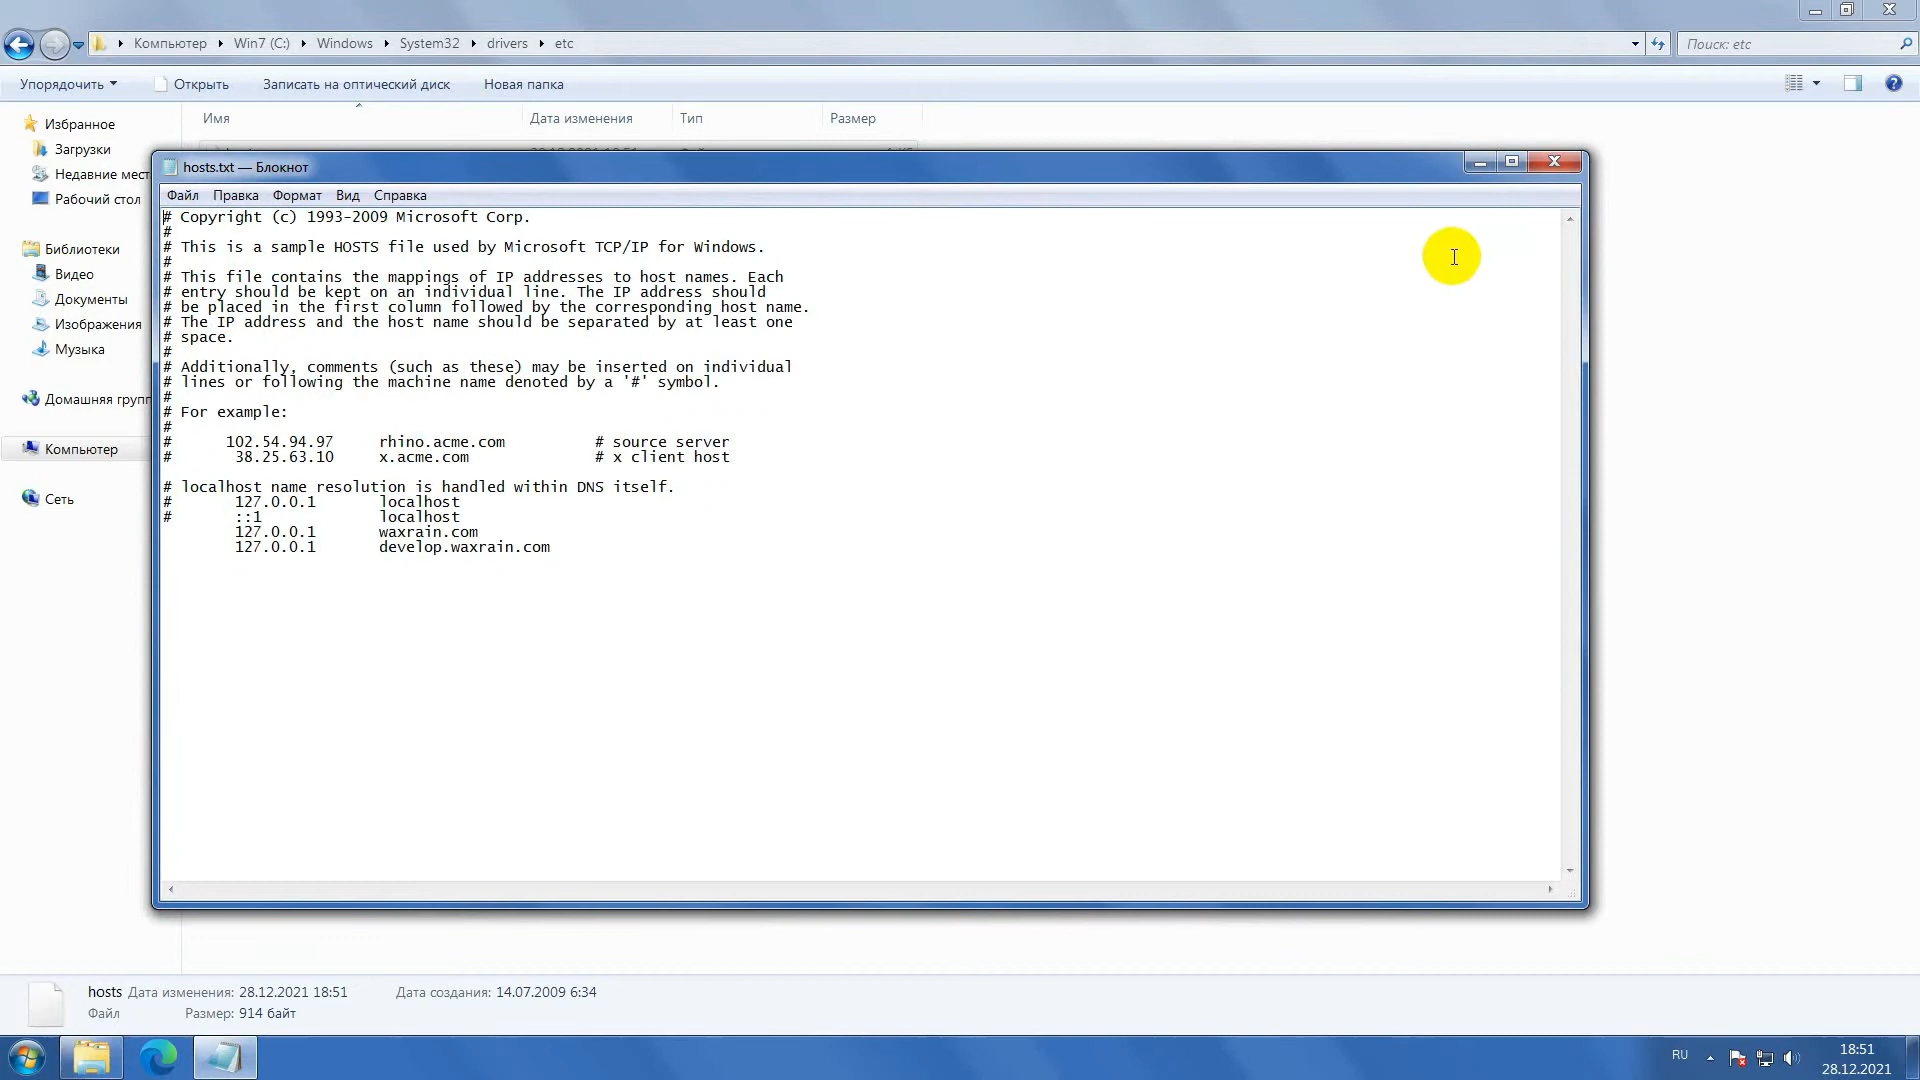 Компьютер Win7 (C:) Windows System32 drivers etc
Поиск: etc
Упорядочить Открыть Записать на оптический диск Новая папка
Имя Дата изменения Тип Размер
Избранное
Загрузки
Недавние мест
Рабочий стол
Библиотеки
Видео
Документы
Изображения
Музыка
Домашняя групп
Компьютер
Сеть
hosts.txt — Блокнот
Файл Правка Формат Вид Справка
# Copyright (c) 1993-2009 Microsoft Corp.
#
# This is a sample HOSTS file used by Microsoft TCP/IP for Windows.
#
# This file contains the mappings of IP addresses to host names. Each
# entry should be kept on an individual line. The IP address should
# be placed in the first column followed by the corresponding host name.
# The IP address and the host name should be separated by at least one
# space.
#
# Additionally, comments (such as these) may be inserted on individual
# lines or following the machine name denoted by a '#' symbol.
#
# For example:
#
# 102.54.94.97 rhino.acme.com # source server
# 38.25.63.10 x.acme.com # x client host
# localhost name resolution is handled within DNS itself.
# 127.0.0.1 localhost
# ::1 localhost
127.0.0.1 waxrain.com
127.0.0.1 develop.waxrain.com
hosts Дата изменения: 28.12.2021 18:51 Дата создания: 14.07.2009 6:34
Файл Размер: 914 байт
RU
18:51
28.12.2021